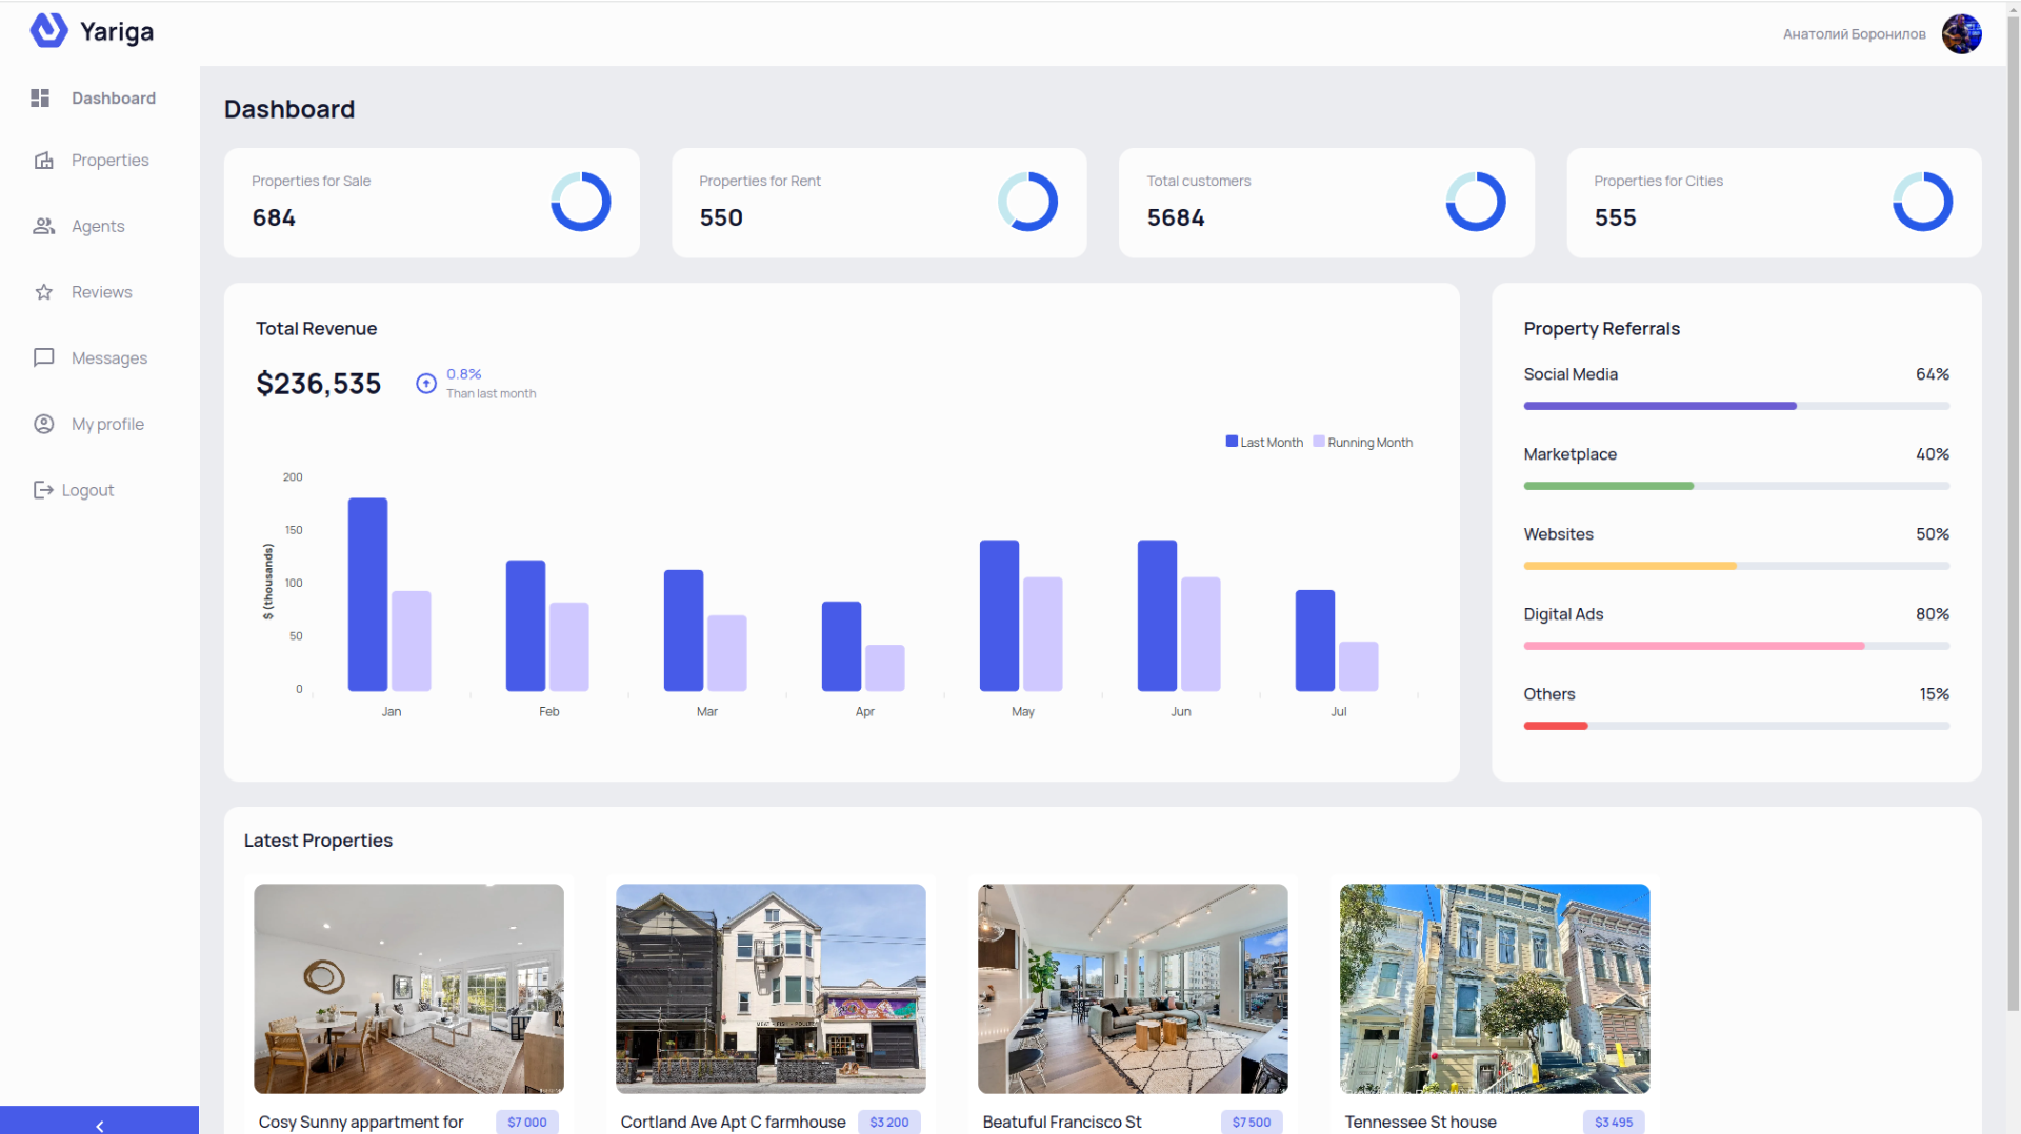 Yariga
Анатолий Боронилов
Dashboard
Properties
Agents
Reviews
Messages
My profile
Logout
Dashboard
Properties for Sale
684
Properties for Rent
550
Total customers
5684
Properties for Cities
555
Total Revenue
$236,535
0.8%
Than last month
Last Month
Running Month
$ (thousands)
200
150
100
50
0
Jan
Feb
Mar
Apr
May
Jun
Jul
Property Referrals
Social Media 64%
Marketplace 40%
Websites 50%
Digital Ads 80%
Others 15%
Latest Properties
Cosy Sunny appartment for
$7 000
Cortland Ave Apt C farmhouse
$3 200
Beatuful Francisco St
$7 500
Tennessee St house
$3 495